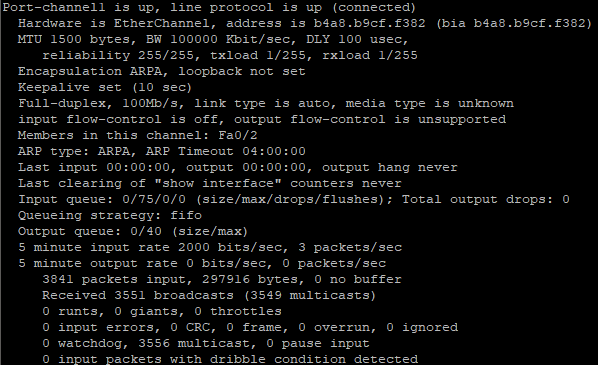 Port-channel1 is up, line protocol is up (connected)
Hardware is EtherChannel, address is b4a8.b9cf.f382 (bia b4a8.b9cf.f382)
MTU 1500 bytes, BW 100000 Kbit/sec, DLY 100 usec,
reliability 255/255, txload 1/255, rxload 1/255
Encapsulation ARPA, loopback not set
Keepalive set (10 sec)
Full-duplex, 100Mb/s, link type is auto, media type is unknown
input flow-control is off, output flow-control is unsupported
Members in this channel: Fa0/2
ARP type: ARPA, ARP Timeout 04:00:00
Last input 00:00:00, output 00:00:00, output hang never
Last clearing of "show interface" counters never
Input queue: 0/75/0/0 (size/max/drops/flushes); Total output drops: 0
Queueing strategy: fifo
Output queue: 0/40 (size/max)
5 minute input rate 2000 bits/sec, 3 packets/sec
5 minute output rate 0 bits/sec, 0 packets/sec
3841 packets input, 297916 bytes, 0 no buffer
Received 3551 broadcasts (3549 multicasts)
0 runts, 0 giants, 0 throttles
0 input errors, 0 CRC, 0 frame, 0 overrun, 0 ignored
0 watchdog, 3556 multicast, 0 pause input
0 input packets with dribble condition detected